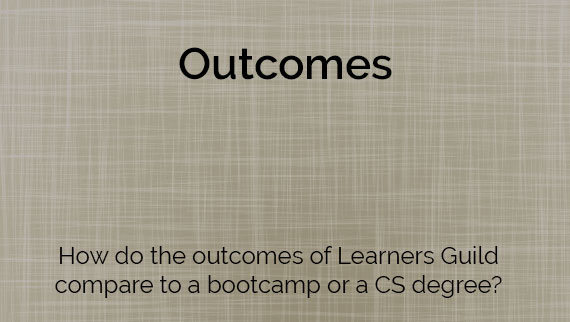 Outcomes
How do the outcomes of Learners Guild
compare to a bootcamp or a CS degree?